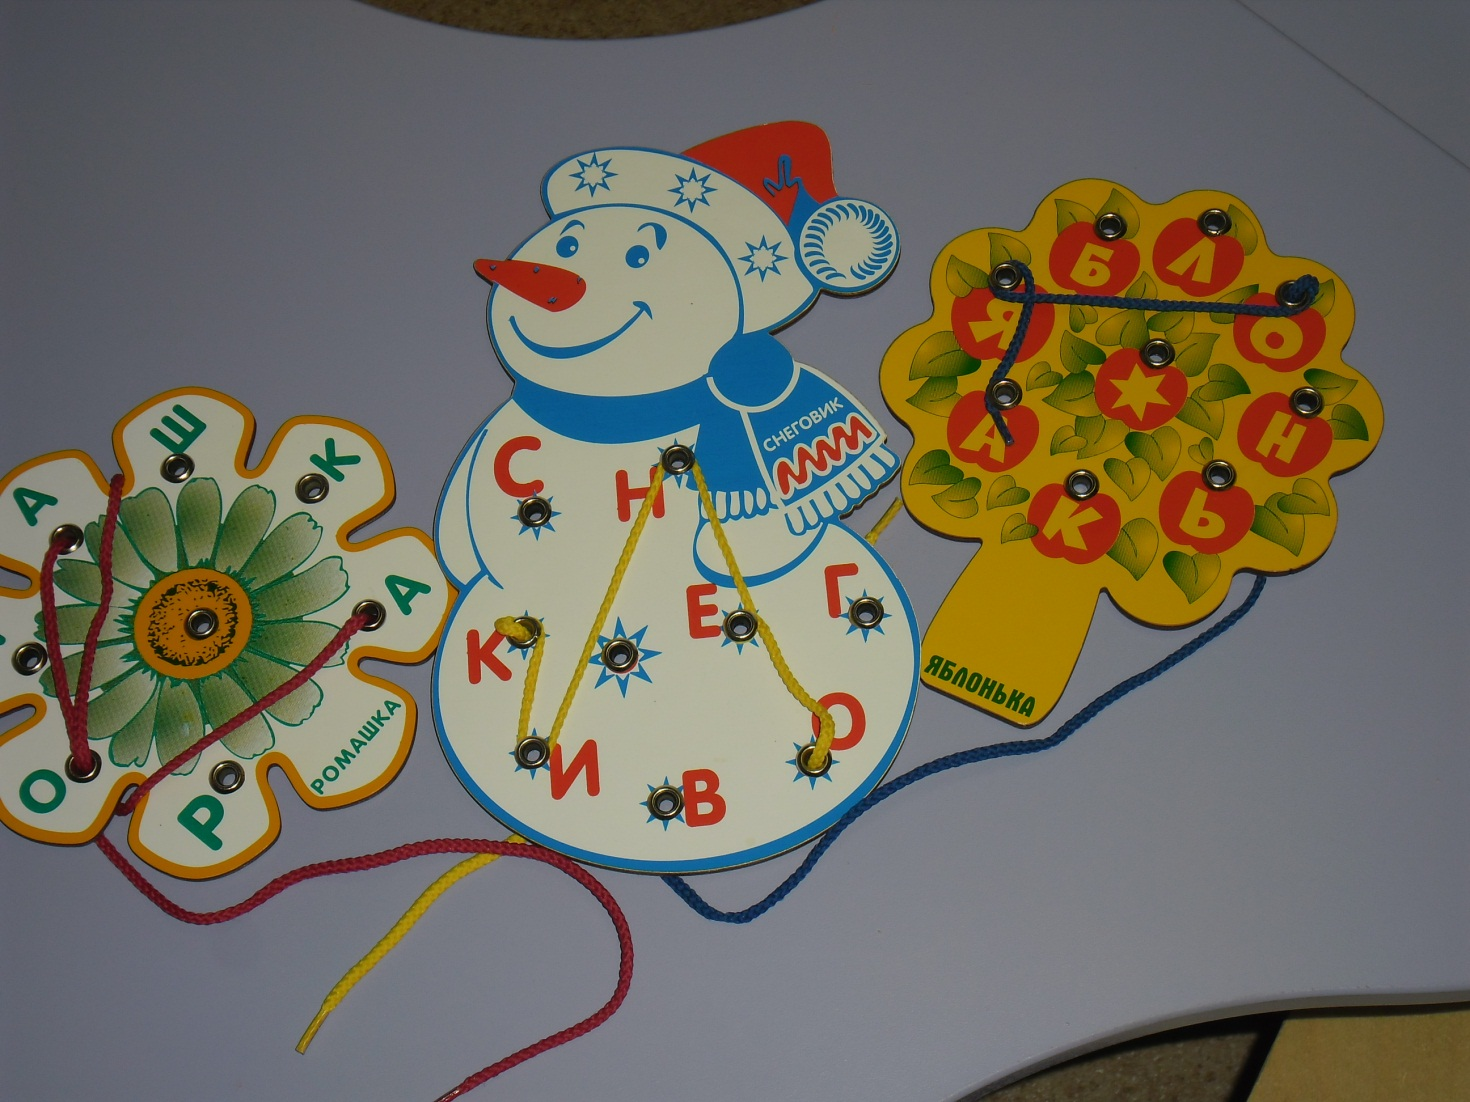 А
Ш
К
А
Р
О
РОМАШКА
СНЕГОВИК
С
Н
Е
Г
О
В
И
К
Я
Б
Л
О
Н
Ь
К
А
ЯБЛОНЬКА